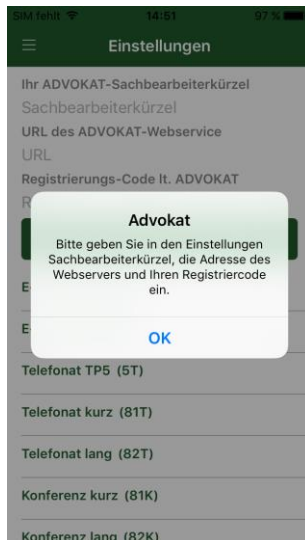 SIM fehlt 14:51 97 %
Einstellungen
Ihr ADVOKAT-Sachbearbeiterkürzel
Sachbearbeiterkürzel
URL des ADVOKAT-Webservice
URL
Registrierungs-Code lt. ADVOKAT
R
Advokat
Bitte geben Sie in den Einstellungen
Sachbearbeiterkürzel, die Adresse des
Webservers und Ihren Registriercode
ein.
OK
E-
E-
Telefonat TP5 (5T)
Telefonat kurz (81T)
Telefonat lang (82T)
Konferenz kurz (81K)
Konferenz lang (82K)